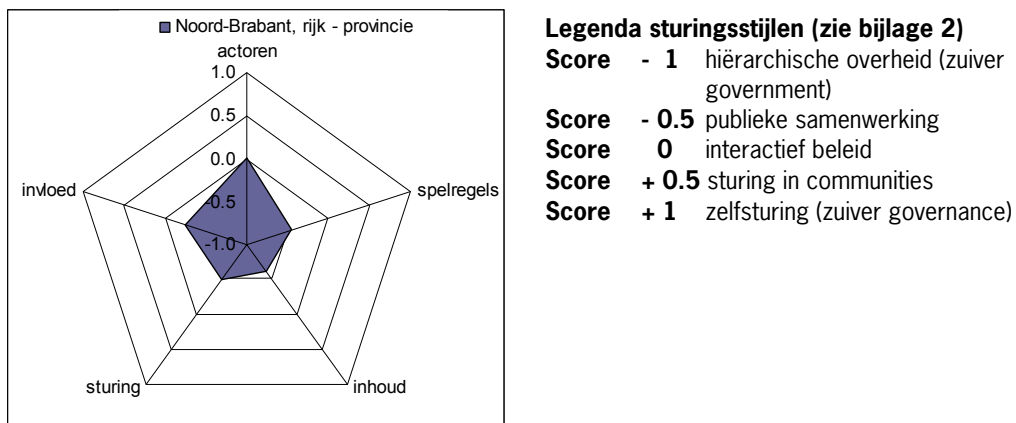 Noord-Brabant, rijk - provincie
actoren
1.0
0.5
0.0
-0.5
-1.0
invloed
spelregels
sturing
inhoud
Legenda sturingsstijlen (zie bijlage 2)
Score - 1 hiërarchische overheid (zuiver
government)
Score - 0.5 publieke samenwerking
Score 0 interactief beleid
Score + 0.5 sturing in communities
Score + 1 zelfsturing (zuiver governance)